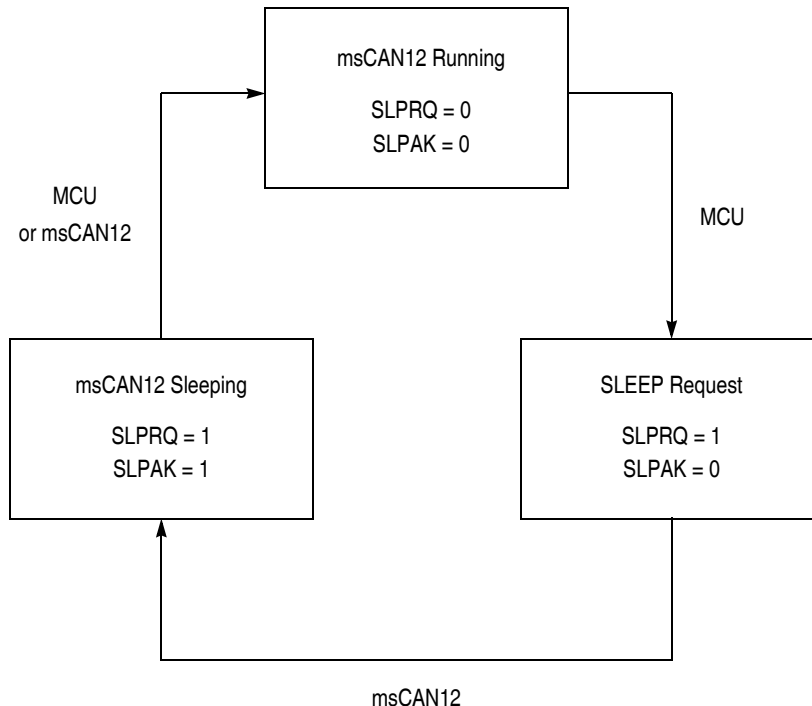 msCAN12 Running
SLPRQ = 0
SLPAK = 0
MCU
or msCAN12
MCU
msCAN12 Sleeping
SLPRQ = 1
SLPAK = 1
SLEEP Request
SLPRQ = 1
SLPAK = 0
msCAN12